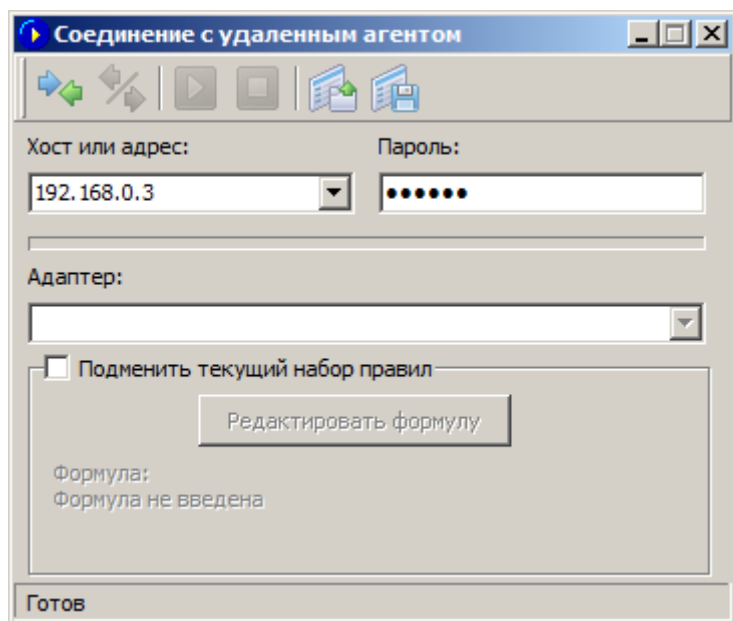 Соединение с удаленным агентом
Хост или адрес: Пароль:
192.168.0.3 ●●●●●●
Адаптер:
Подменить текущий набор правил
Редактировать формулу
Формула:
Формула не введена
Готов